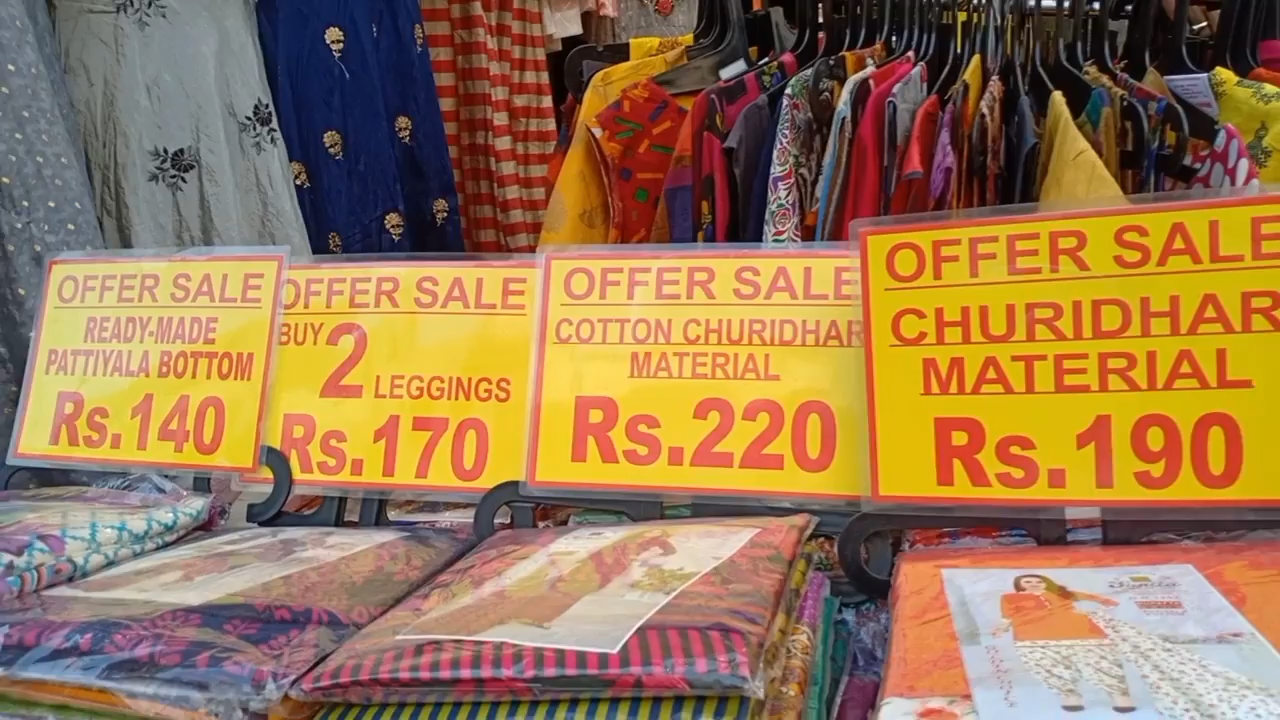 OFFER SALE
READY-MADE
PATTIYALA BOTTOM
Rs.140
OFFER SALE
BUY 2 LEGGINGS
Rs.170
OFFER SALE
COTTON CHURIDHAR
MATERIAL
Rs.220
OFFER SALE
CHURIDHAR
MATERIAL
Rs.190